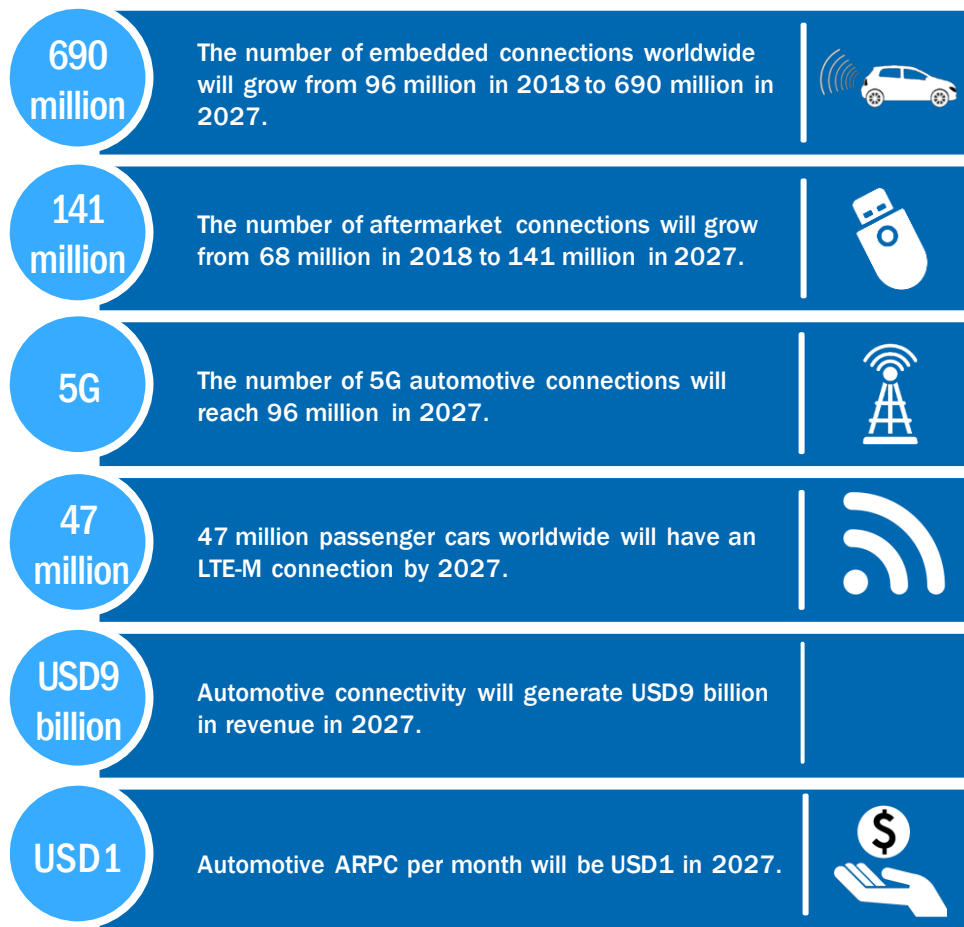 690
million
The number of embedded connections worldwide
will grow from 96 million in 2018 to 690 million in
2027.
141
million
The number of aftermarket connections will grow
from 68 million in 2018 to 141 million in 2027.
5G
The number of 5G automotive connections will
reach 96 million in 2027.
47
million
47 million passenger cars worldwide will have an
LTE-M connection by 2027.
USD9
billion
Automotive connectivity will generate USD9 billion
in revenue in 2027.
USD1
Automotive ARPC per month will be USD1 in 2027.
$